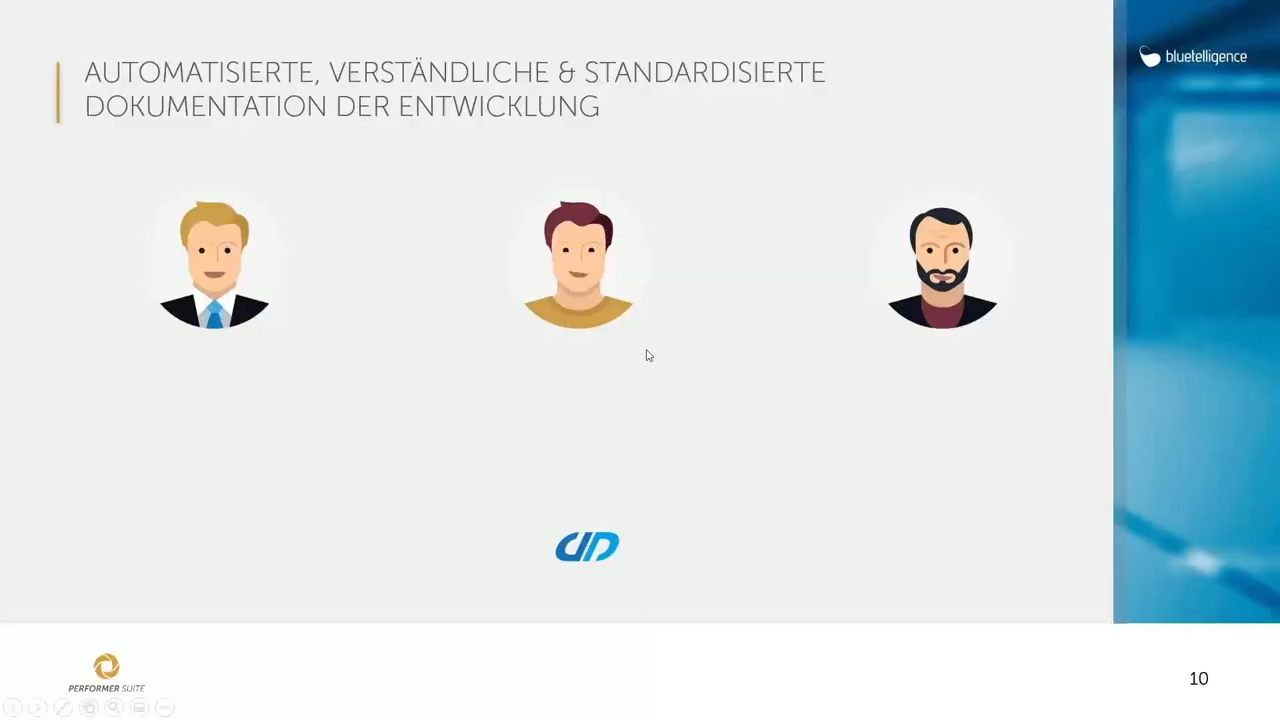 AUTOMATISIERTE, VERSTÄNDLICHE & STANDARDISIERTE
DOKUMENTATION DER ENTWICKLUNG
bluetelligence
PERFORMER SUITE
10